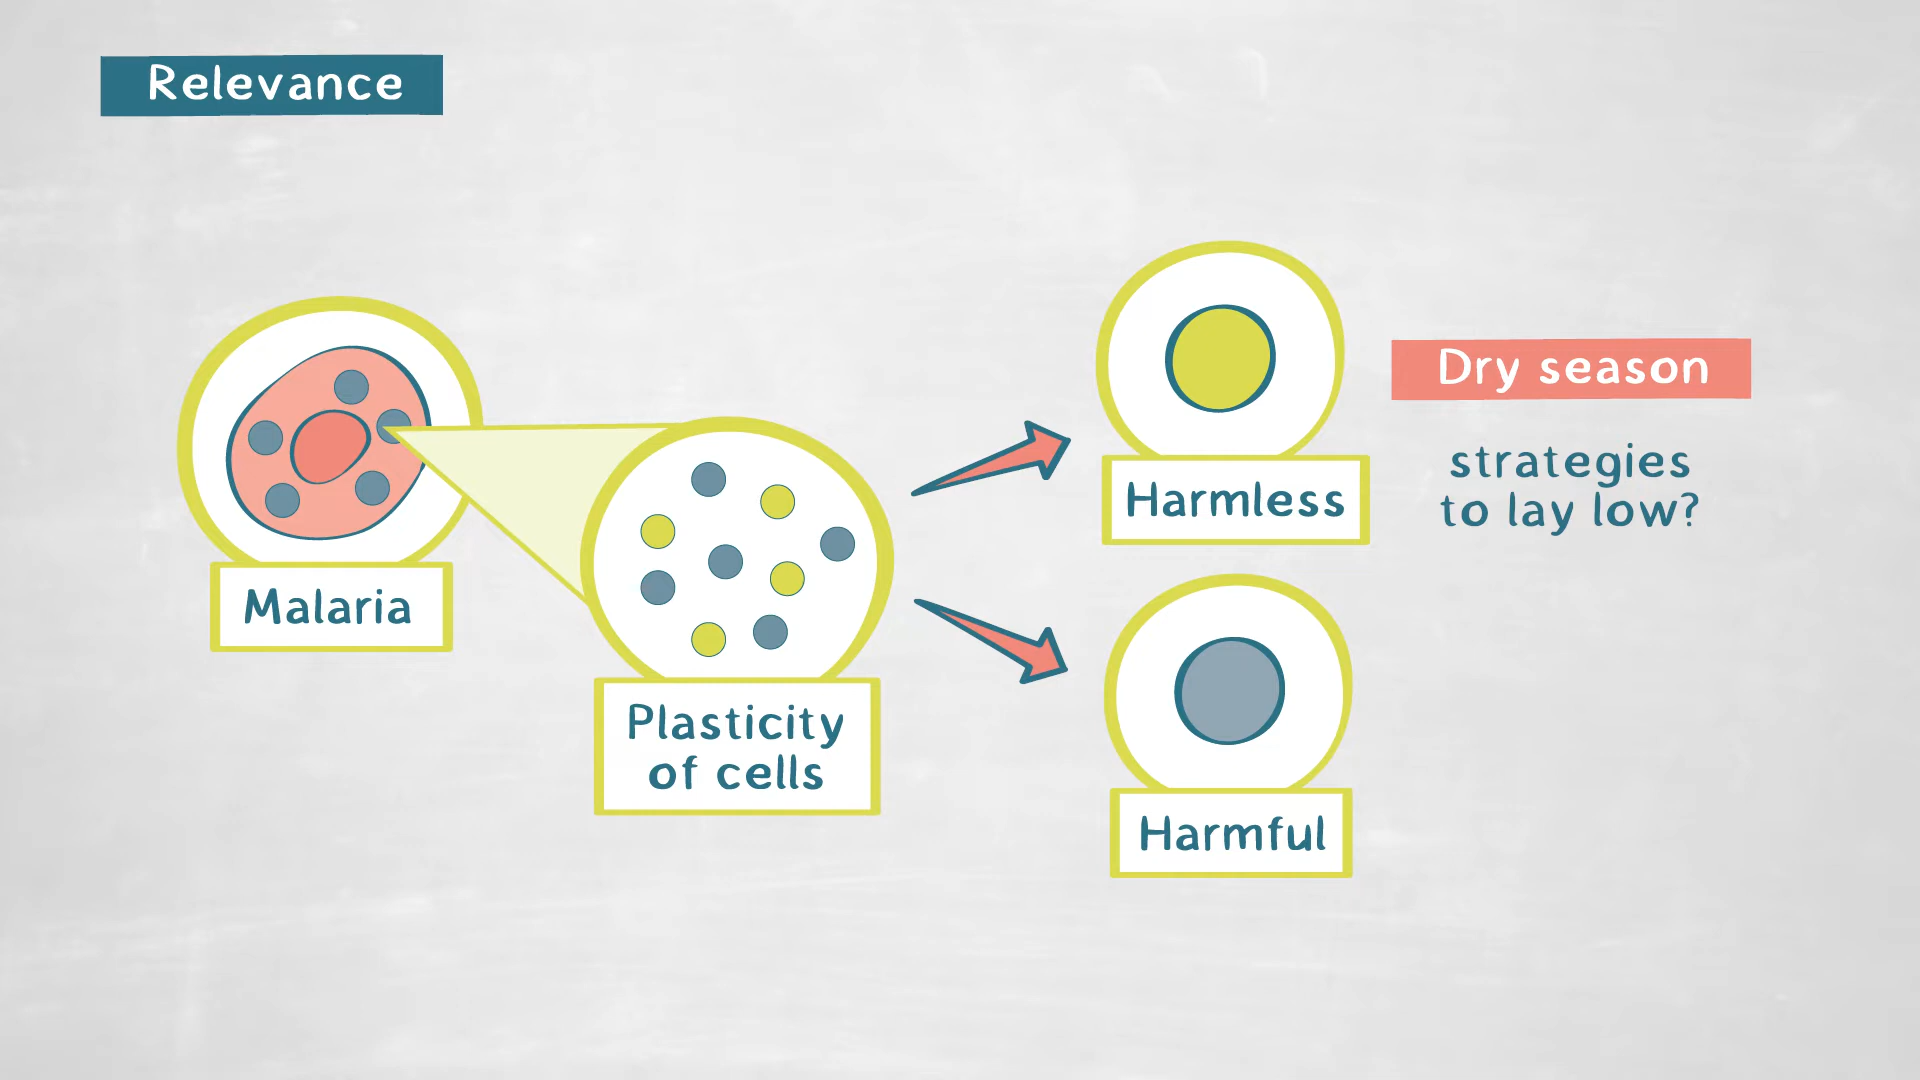 Relevance
Malaria
Plasticity
of cells
Harmless
Dry season
strategies
to lay low?
Harmful